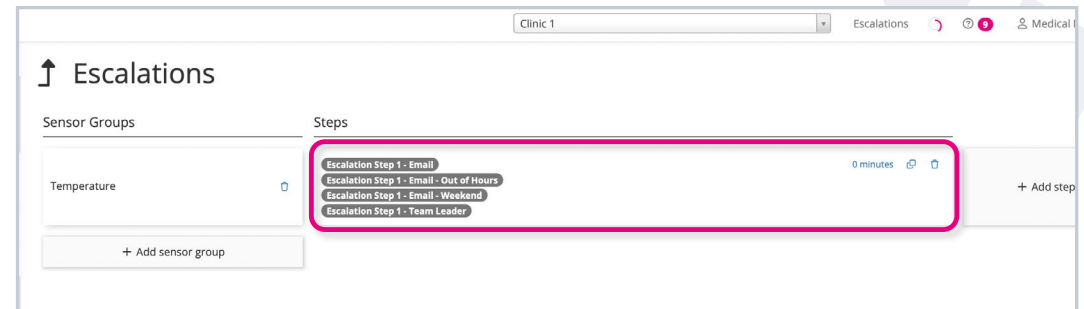 Clinic 1
Escalations
9
Medical
Escalations
Sensor Groups
Steps
Temperature
Escalation Step 1 - Email
Escalation Step 1 - Email - Out of Hours
Escalation Step 1 - Email - Weekend
Escalation Step 1 - Team Leader
0 minutes
+ Add step
+ Add sensor group